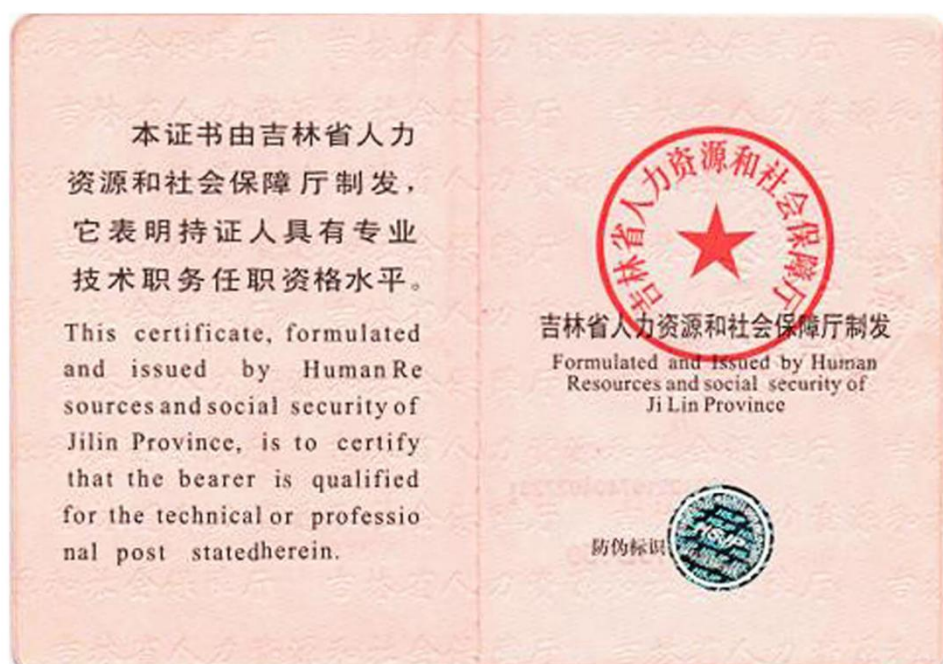 本证书由吉林省人力
资源和社会保障厅制发，
它表明持证人具有专业
技术职务任职资格水平。
This certificate, formulated
and issued by Human Re
sources and social security of
Jilin Province, is to certify
that the bearer is qualified
for the technical or professio
nal post statedherein.
吉林省人力资源和社会保障厅
吉林省人力资源和社会保障厅制发
Formulated and Issued by Human
Resources and social security of
Ji Lin Province
防伪标识